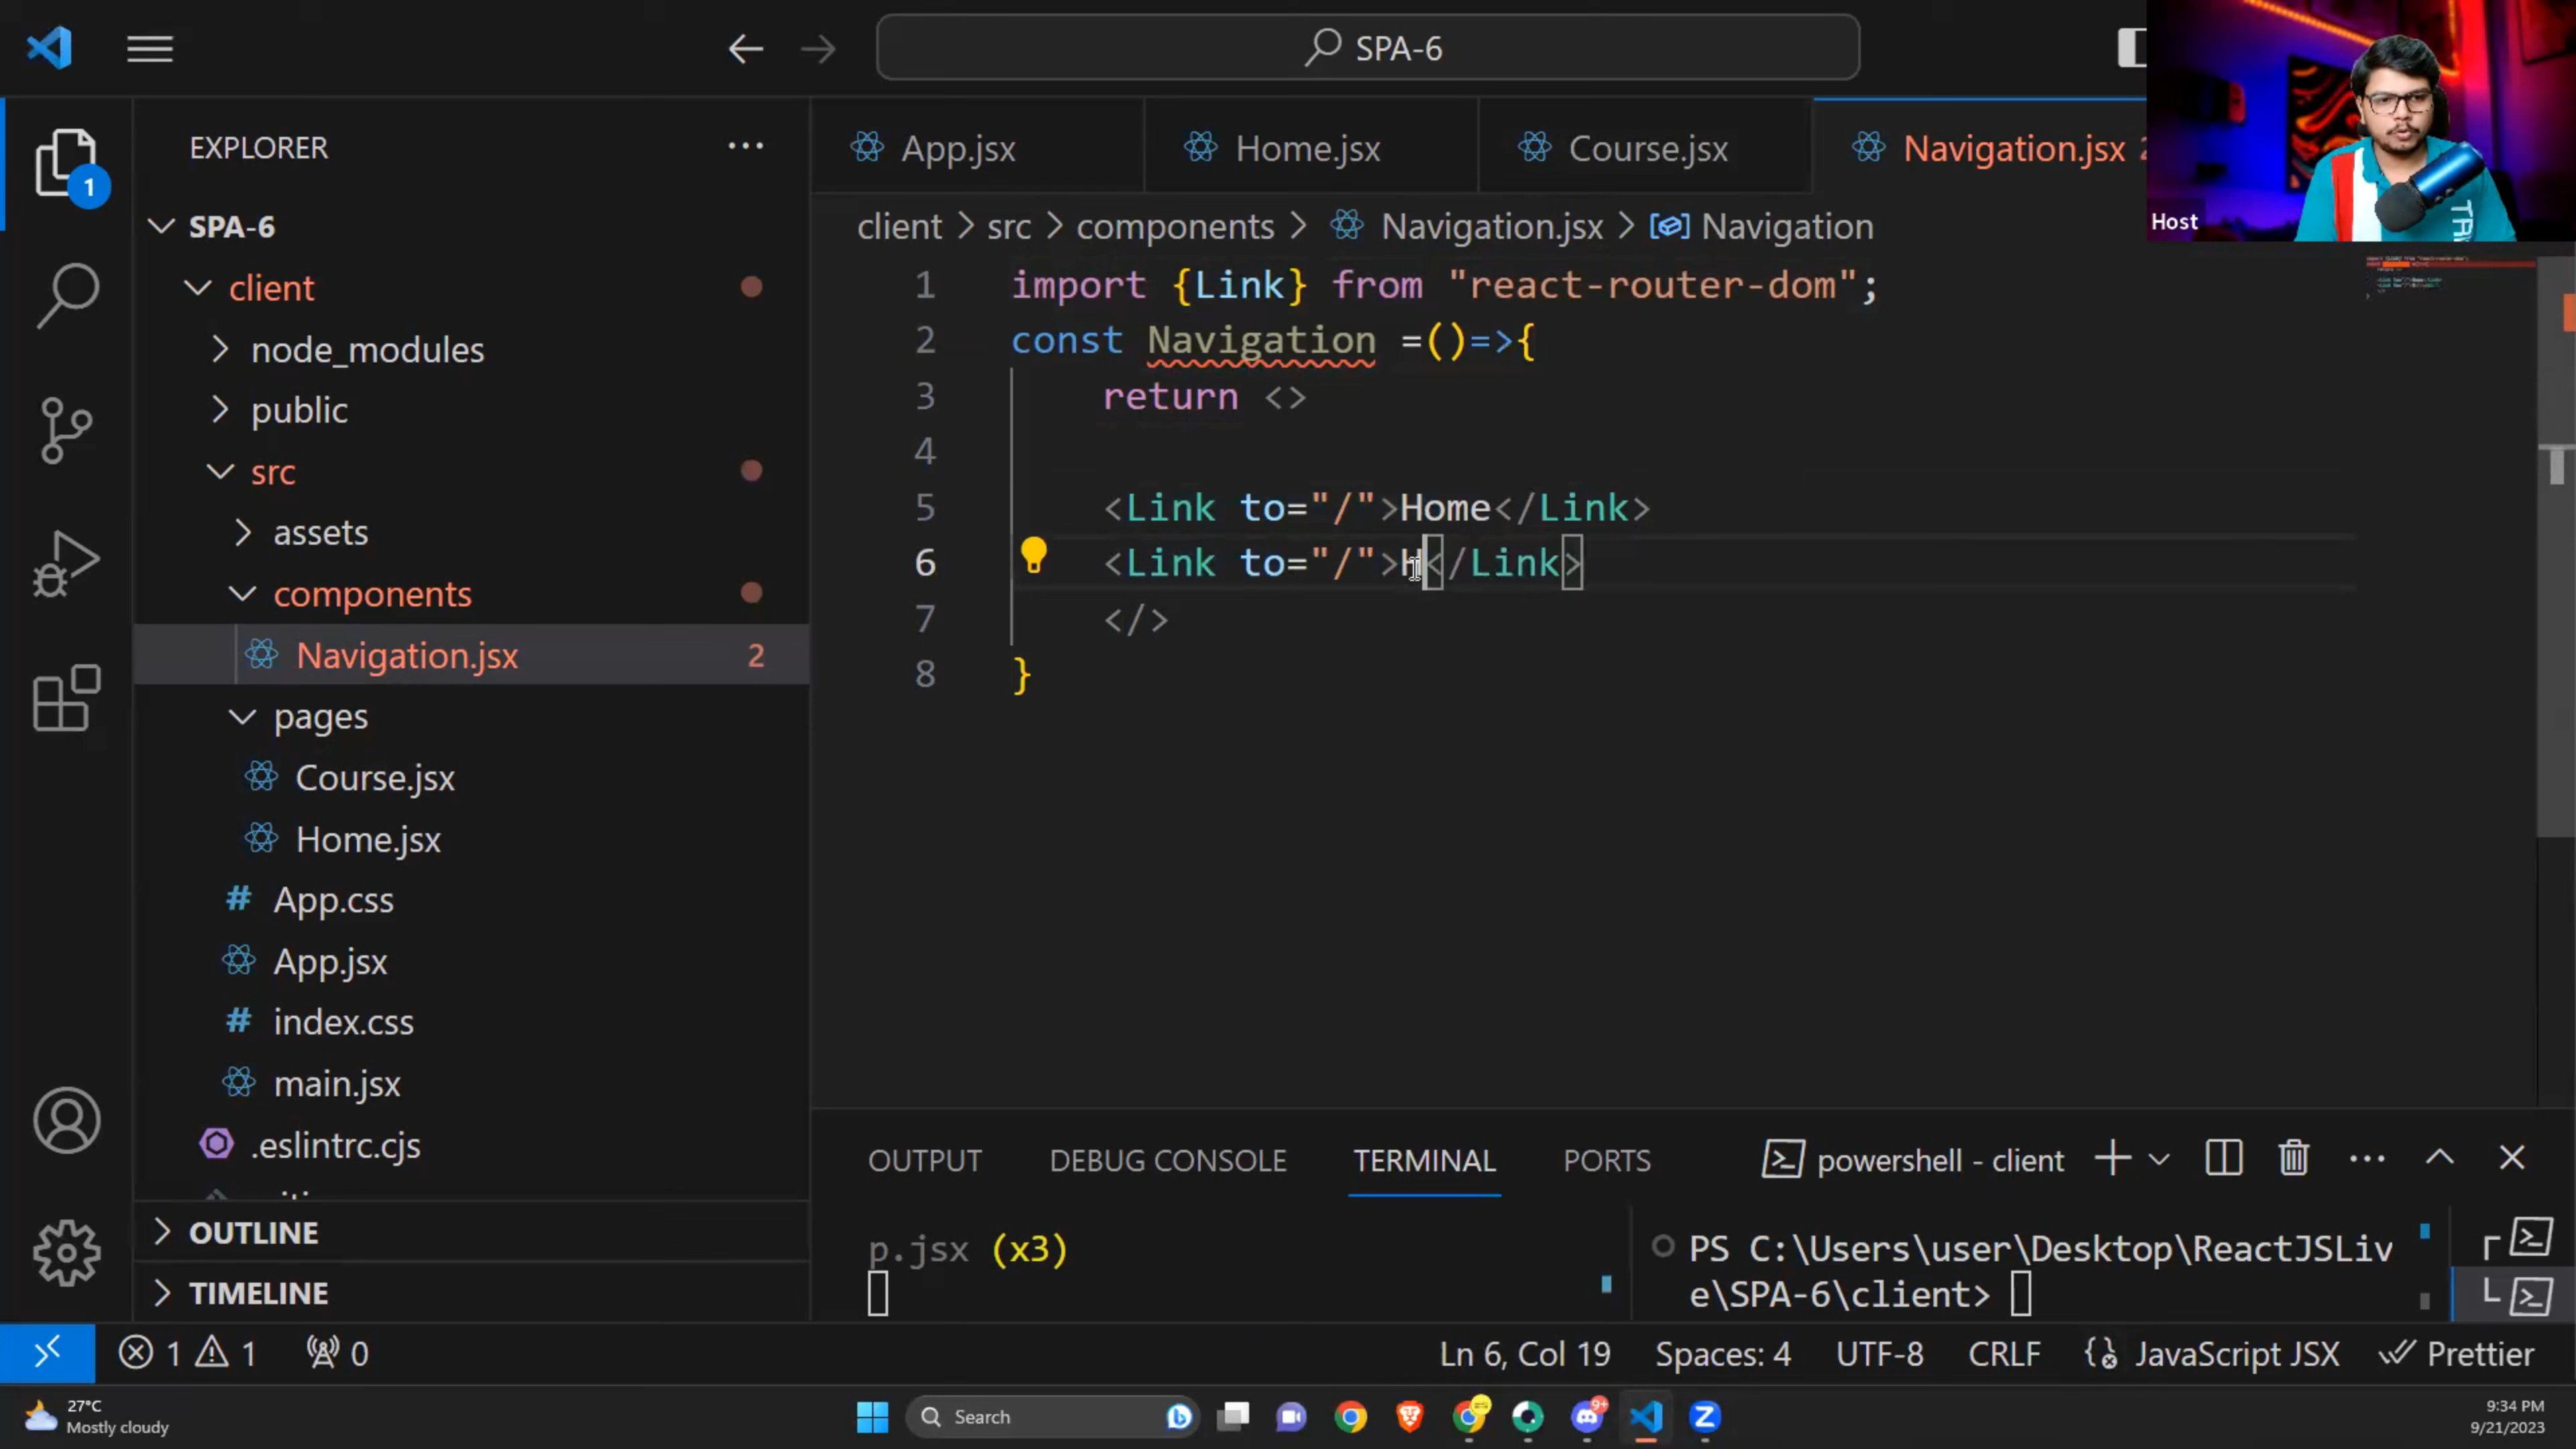 SPA-6
EXPLORER
SPA-6
client
node_modules
public
src
assets
components
Navigation.jsx 2
pages
Course.jsx
Home.jsx
App.css
App.jsx
index.css
main.jsx
.eslintrc.cjs
OUTLINE
TIMELINE
1
App.jsx
Home.jsx
Course.jsx
Navigation.jsx
Host
client > src > components > Navigation.jsx > Navigation
1 import {Link} from "react-router-dom";
2 const Navigation =()=>{
3 return <>
4
5 <Link to="/">Home</Link>
6 <Link to="/">H</Link>
7 </>
8 }
OUTPUT DEBUG CONSOLE TERMINAL PORTS powershell - client
p.jsx (x3)
PS C:\Users\user\Desktop\ReactJSLiv
e\SPA-6\client>
1 1 0 Ln 6, Col 19 Spaces: 4 UTF-8 CRLF JavaScript JSX Prettier
27°C
Mostly cloudy
Search
9+
9:34 PM
9/21/2023